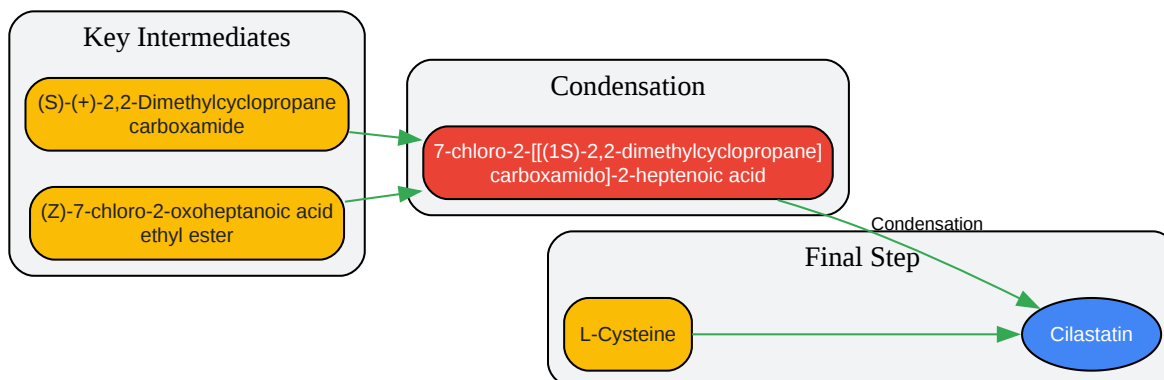 Key Intermediates
(S)-(+)-2,2-Dimethylcyclopropane
carboxamide
(Z)-7-chloro-2-oxoheptanoic acid
ethyl ester
Condensation
7-chloro-2-[[(1S)-2,2-dimethylcyclopropane]
carboxamido]-2-heptenoic acid
Condensation
Final Step
L-Cysteine
Cilastatin